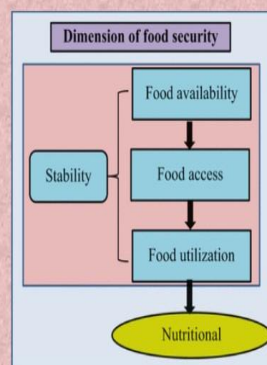 Dimension of food security
Food availability
Stability
Food access
Food utilization
Nutritional